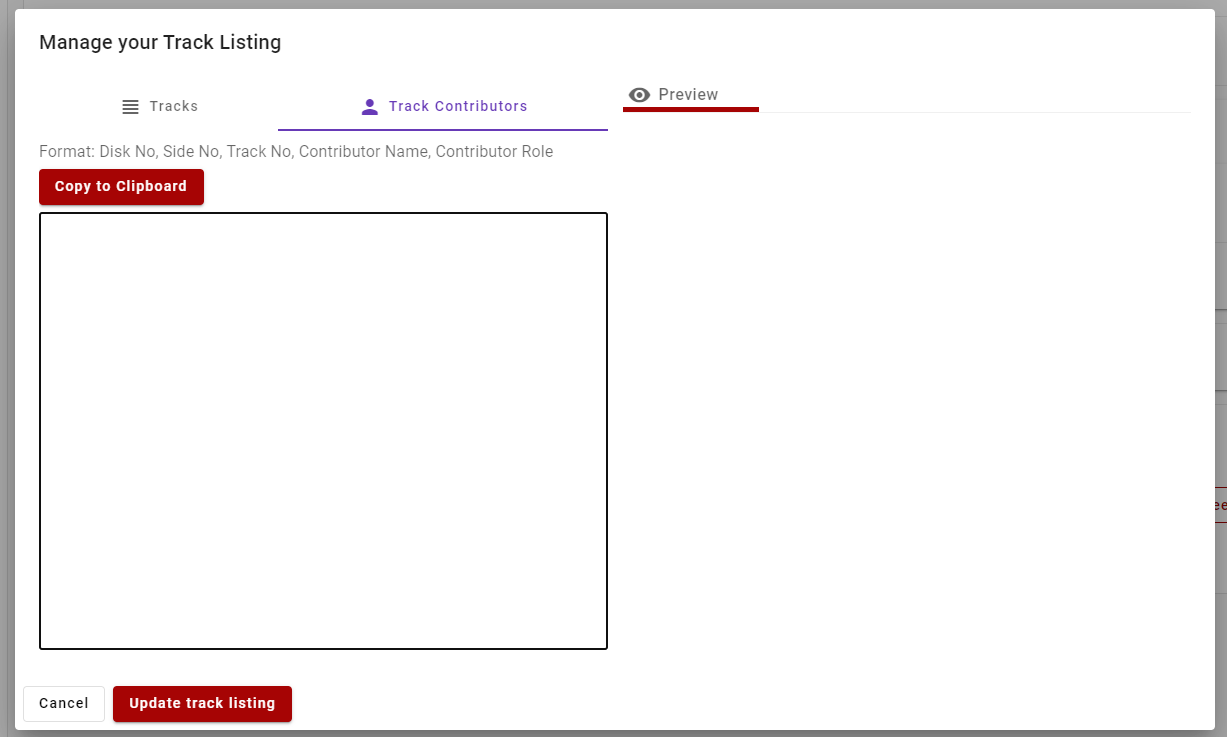 Manage your Track Listing
Tracks
Track Contributors
Preview
Format: Disk No, Side No, Track No, Contributor Name, Contributor Role
Copy to Clipboard
Cancel
Update track listing